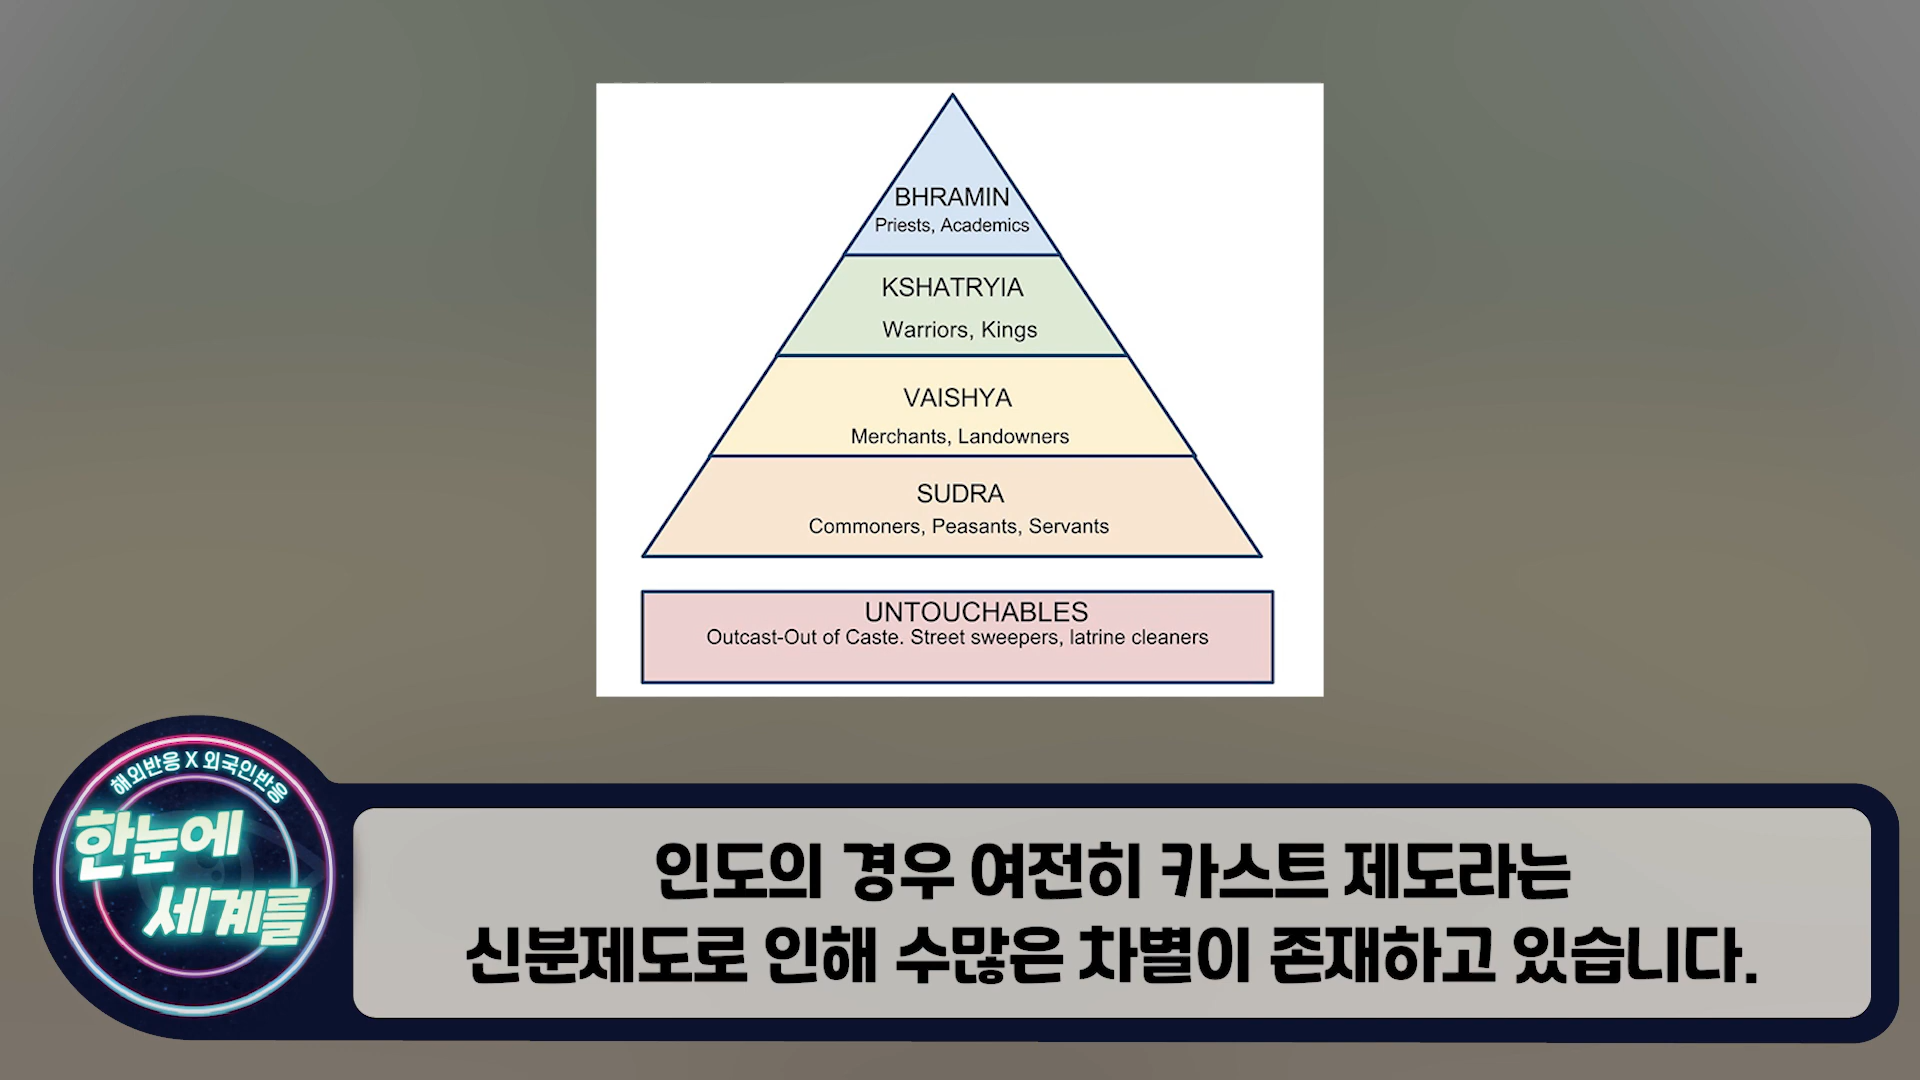 BHRAMIN
Priests, Academics
KSHATRYIA
Warriors, Kings
VAISHYA
Merchants, Landowners
SUDRA
Commoners, Peasants, Servants
UNTOUCHABLES
Outcast-Out of Caste. Street sweepers, latrine cleaners
해외반응 X 외국인반응
한눈에
세계를
인도의 경우 여전히 카스트 제도라는
신분제도로 인해 수많은 차별이 존재하고 있습니다.